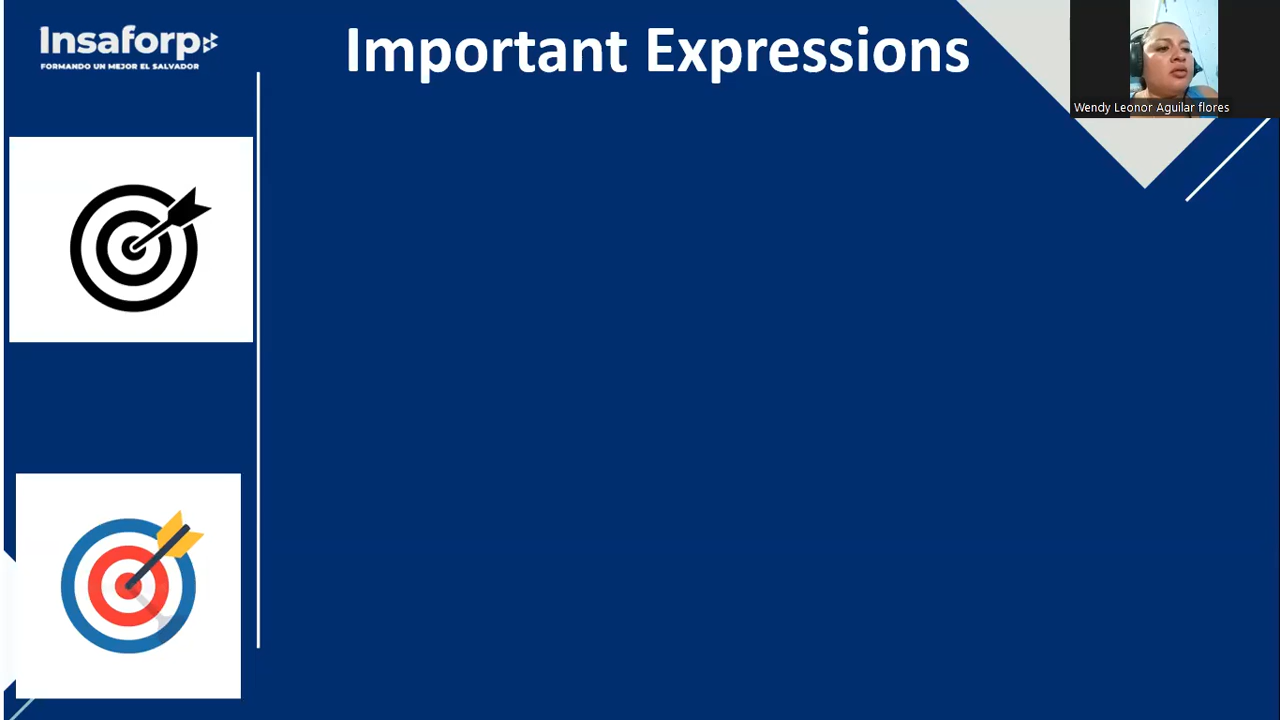 Insaforp
FORMANDO UN MEJOR EL SALVADOR
Important Expressions
Wendy Leonor Aguilar flores